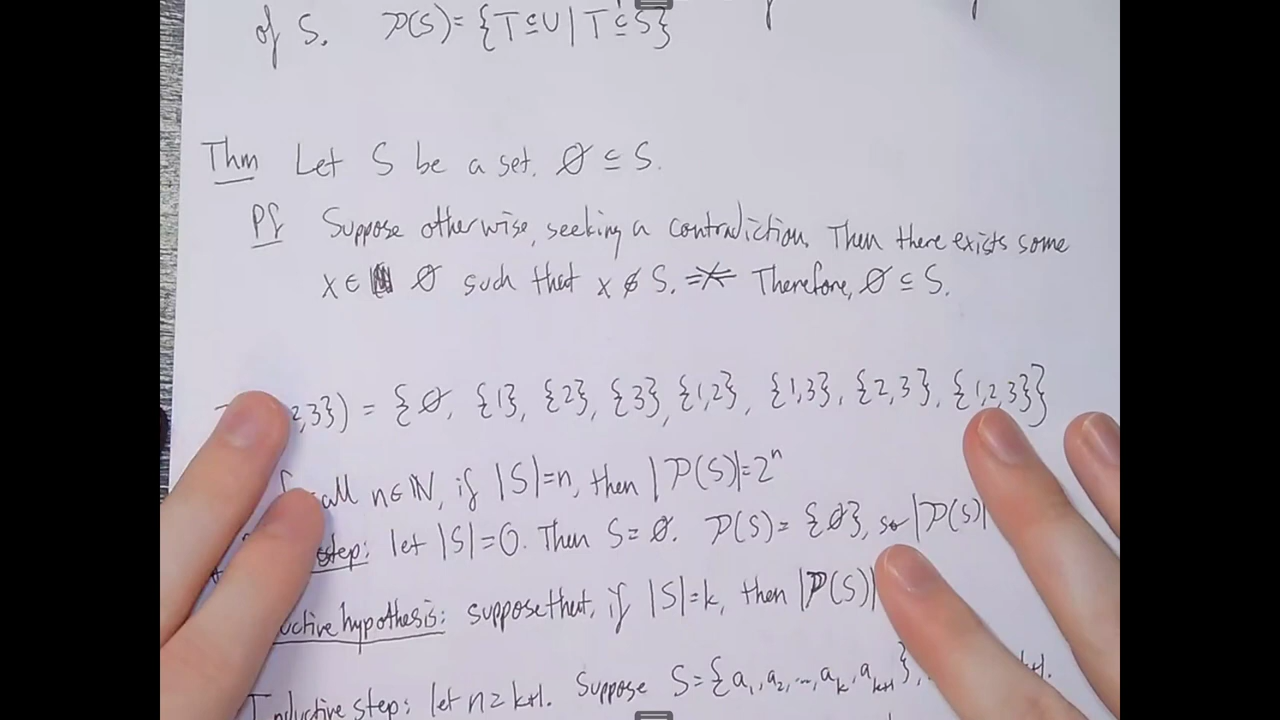 of S. P(S) = {T ⊆ U | T ⊆ S}
Thm Let S be a set. ∅ ⊆ S.
Pf Suppose otherwise, seeking a contradiction. Then there exists some
x ∈ ∅ such that x ∉ S. ⇒⇐ Therefore, ∅ ⊆ S.
2,3}) = {∅, {1}, {2}, {3}, {1,2}, {1,3}, {2,3}, {1,2,3}}
all n ∈ ℕ, if |S|=n, then |P(S)|=2ⁿ
step: let |S|=0. Then S=∅. P(S) = {∅}, so |P(S)|
uctive hypothesis: suppose that, if |S|=k, then |P(S)|
Inductive step: let n=k+1. Suppose S={a₁, a₂, ..., aₖ, aₖ₊₁}, k+1.